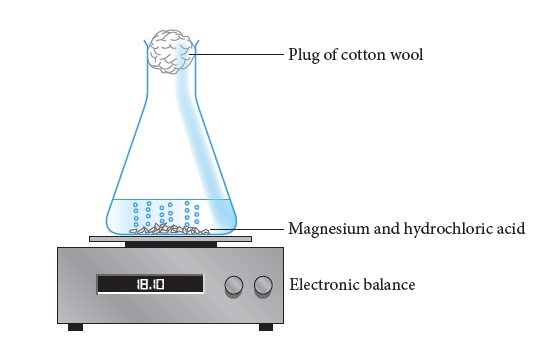 Plug of cotton wool
Magnesium and hydrochloric acid
18.10
Electronic balance